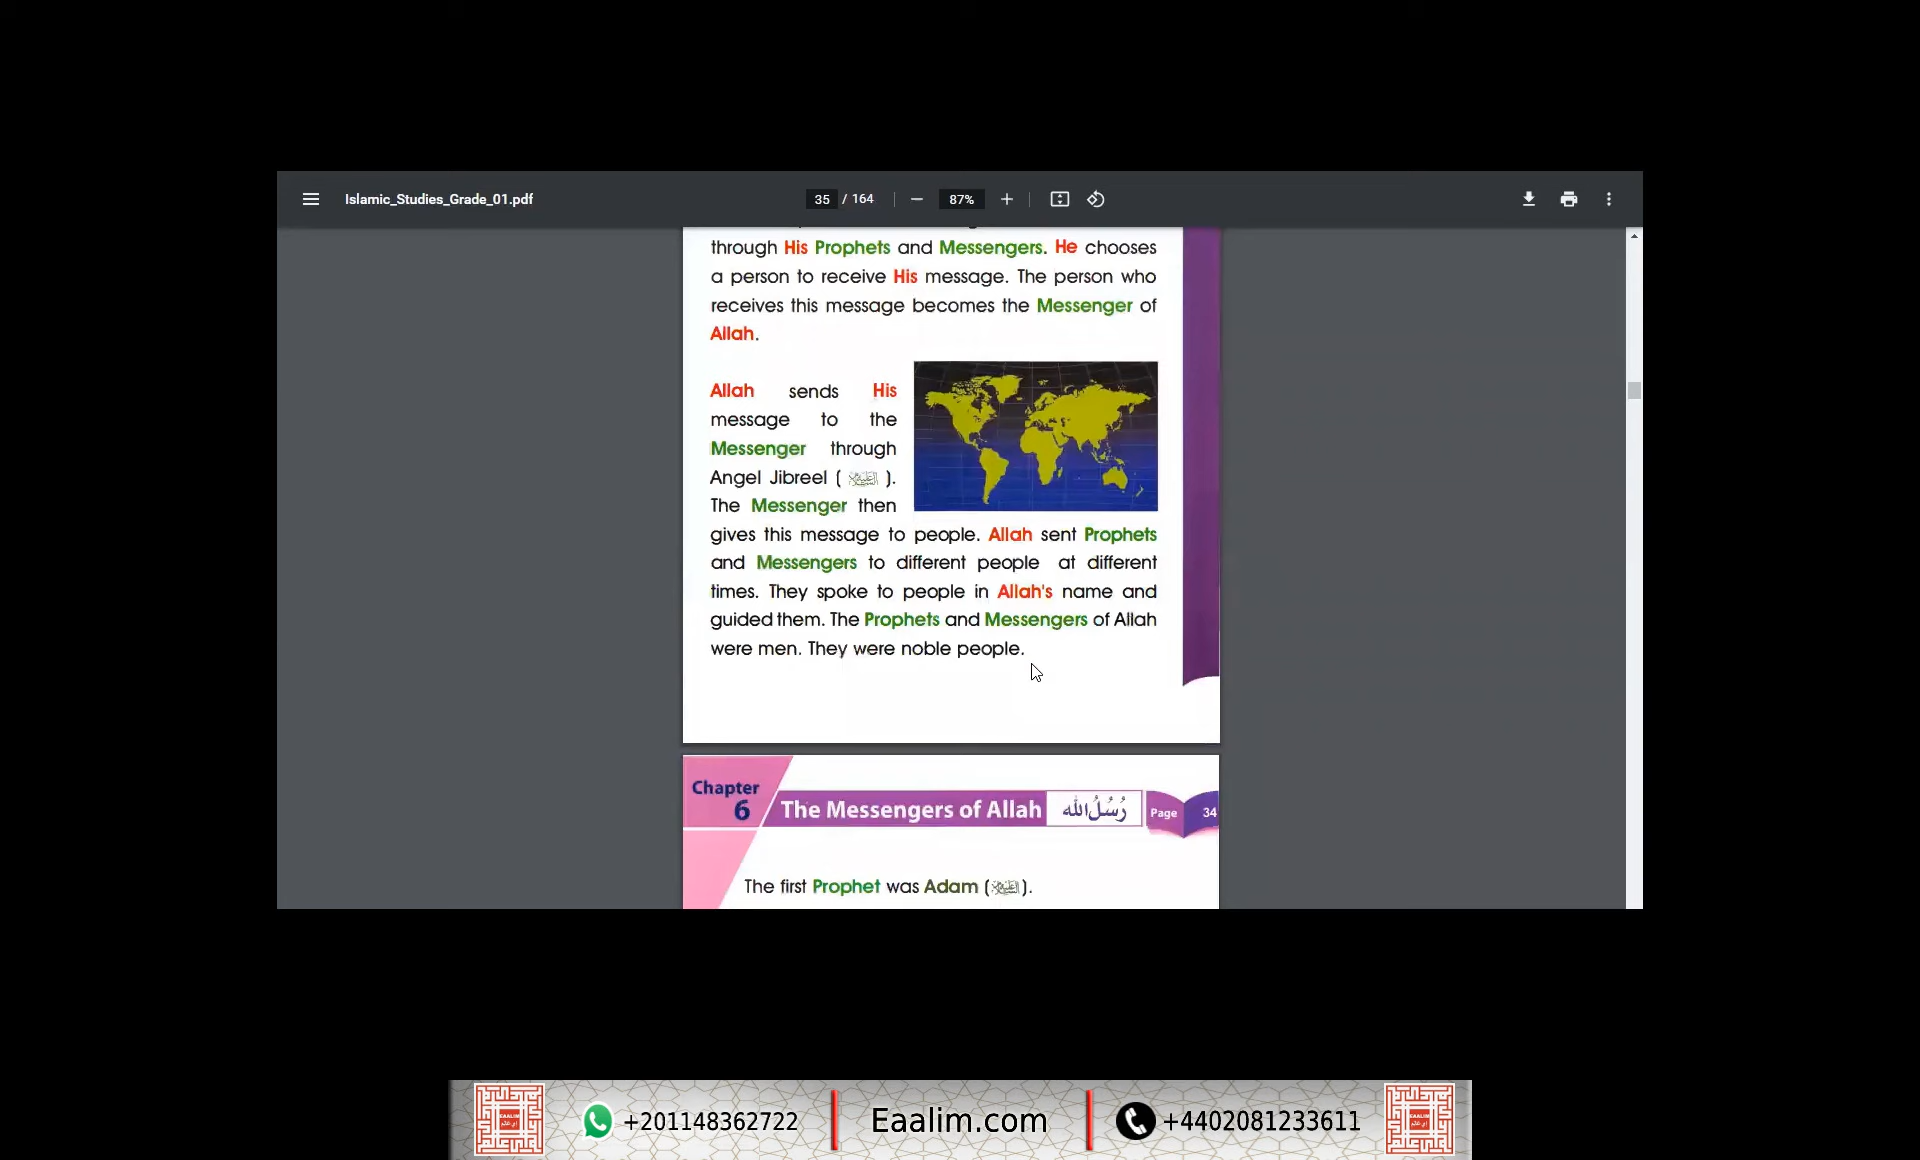 Islamic_Studies_Grade_01.pdf
35 / 164
87%
through His Prophets and Messengers. He chooses
a person to receive His message. The person who
receives this message becomes the Messenger of
Allah.
Allah sends His
message to the
Messenger through
Angel Jibreel ( ).
The Messenger then
gives this message to people. Allah sent Prophets
and Messengers to different people at different
times. They spoke to people in Allah's name and
guided them. The Prophets and Messengers of Allah
were men. They were noble people.
Chapter
6
The Messengers of Allah
رُسُلُ الله
Page 34
The first Prophet was Adam ( ).
+201148362722
Eaalim.com
+4402081233611